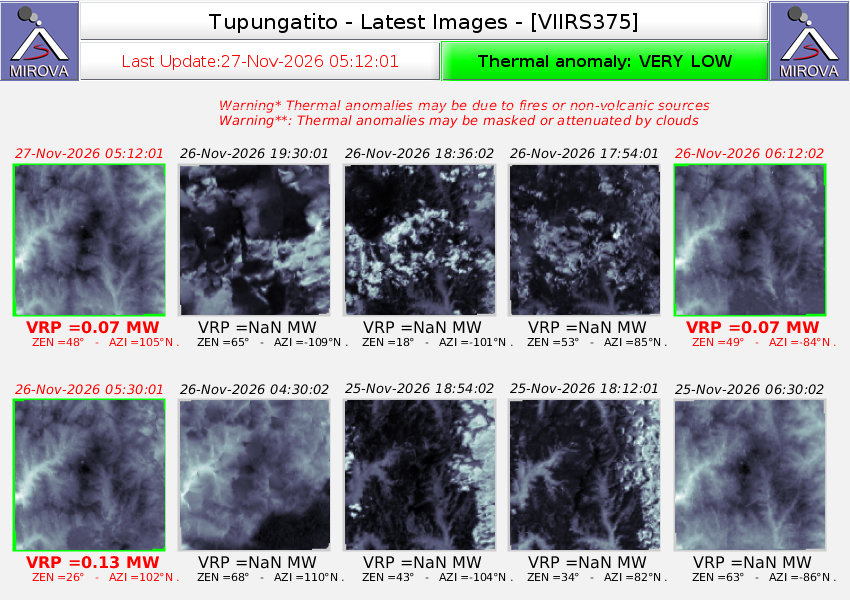 Tupungatito - Latest Images - [VIIRS375]
MIROVA
Last Update:27-Nov-2026 05:12:01
Thermal anomaly: VERY LOW
MIROVA
Warning* Thermal anomalies may be due to fires or non-volcanic sources
Warning**: Thermal anomalies may be masked or attenuated by clouds
27-Nov-2026 05:12:01
26-Nov-2026 19:30:01
26-Nov-2026 18:36:02
26-Nov-2026 17:54:01
26-Nov-2026 06:12:02
VRP =0.07 MW
VRP =NaN MW
VRP =NaN MW
VRP =NaN MW
VRP =0.07 MW
ZEN =48° - AZI =105°N .
ZEN =65° - AZI =-109°N .
ZEN =18° - AZI =-101°N .
ZEN =53° - AZI =85°N .
ZEN =49° - AZI =-84°N .
26-Nov-2026 05:30:01
26-Nov-2026 04:30:02
25-Nov-2026 18:54:02
25-Nov-2026 18:12:01
25-Nov-2026 06:30:02
VRP =0.13 MW
VRP =NaN MW
VRP =NaN MW
VRP =NaN MW
VRP =NaN MW
ZEN =26° - AZI =102°N .
ZEN =68° - AZI =110°N .
ZEN =43° - AZI =-104°N .
ZEN =34° - AZI =82°N .
ZEN =63° - AZI =-86°N .